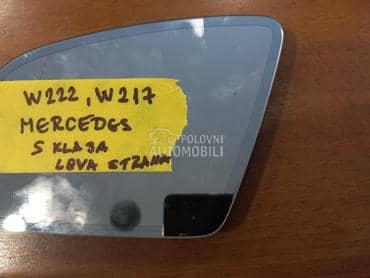 W222, W217
MERCEDES
S KLASA
LEVA STRANA
POLOVNI
AUTOMOBILI